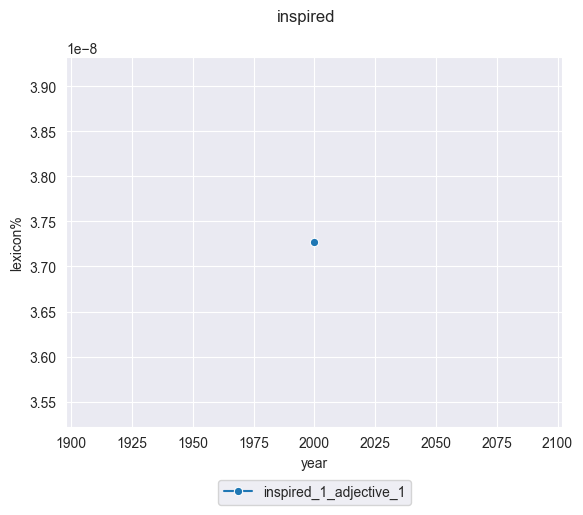 inspired
1e−8
3.90
3.85
3.80
3.75
3.70
3.65
3.60
3.55
lexicon%
1900 1925 1950 1975 2000 2025 2050 2075 2100
year
inspired_1_adjective_1